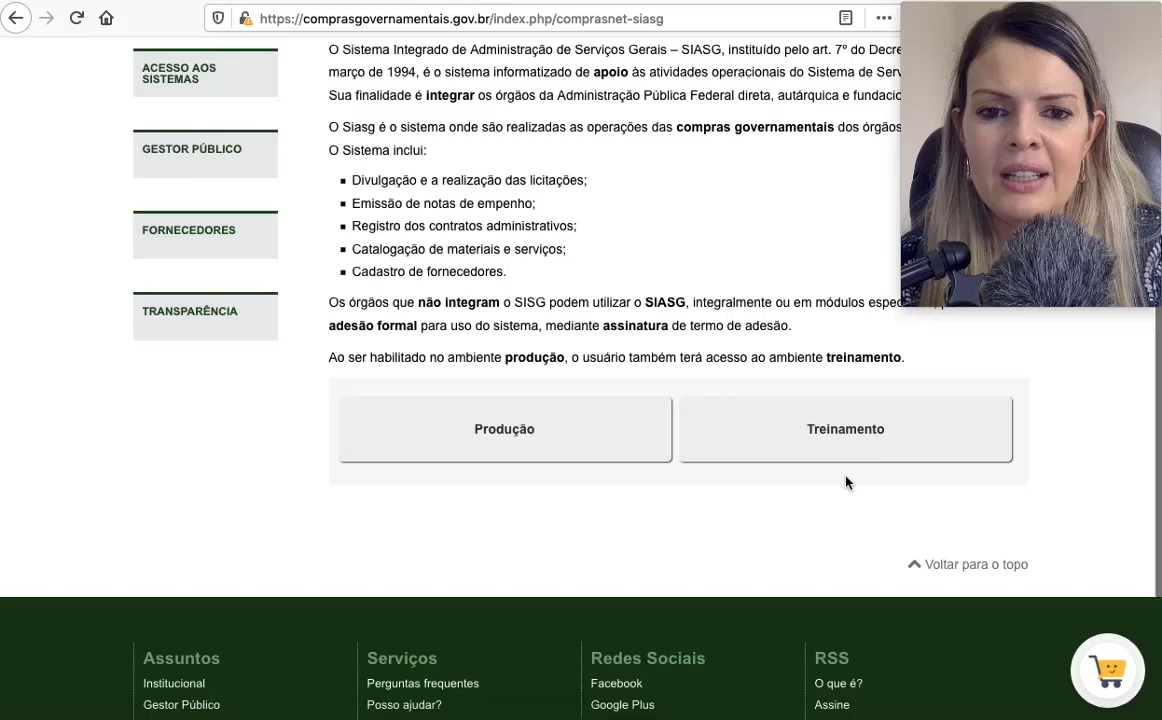 https://comprasgovernamentais.gov.br/index.php/comprasnet-siasg
ACESSO AOS
SISTEMAS
GESTOR PÚBLICO
FORNECEDORES
TRANSPARÊNCIA
O Sistema Integrado de Administração de Serviços Gerais – SIASG, instituído pelo art. 7º do Decre
março de 1994, é o sistema informatizado de apoio às atividades operacionais do Sistema de Serv
Sua finalidade é integrar os órgãos da Administração Pública Federal direta, autárquica e fundacio
O Siasg é o sistema onde são realizadas as operações das compras governamentais dos órgãos
O Sistema inclui:
Divulgação e a realização das licitações;
Emissão de notas de empenho;
Registro dos contratos administrativos;
Catalogação de materiais e serviços;
Cadastro de fornecedores.
Os órgãos que não integram o SISG podem utilizar o SIASG, integralmente ou em módulos espec
adesão formal para uso do sistema, mediante assinatura de termo de adesão.
Ao ser habilitado no ambiente produção, o usuário também terá acesso ao ambiente treinamento.
Produção
Treinamento
Voltar para o topo
Assuntos
Institucional
Gestor Público
Serviços
Perguntas frequentes
Posso ajudar?
Redes Sociais
Facebook
Google Plus
RSS
O que é?
Assine